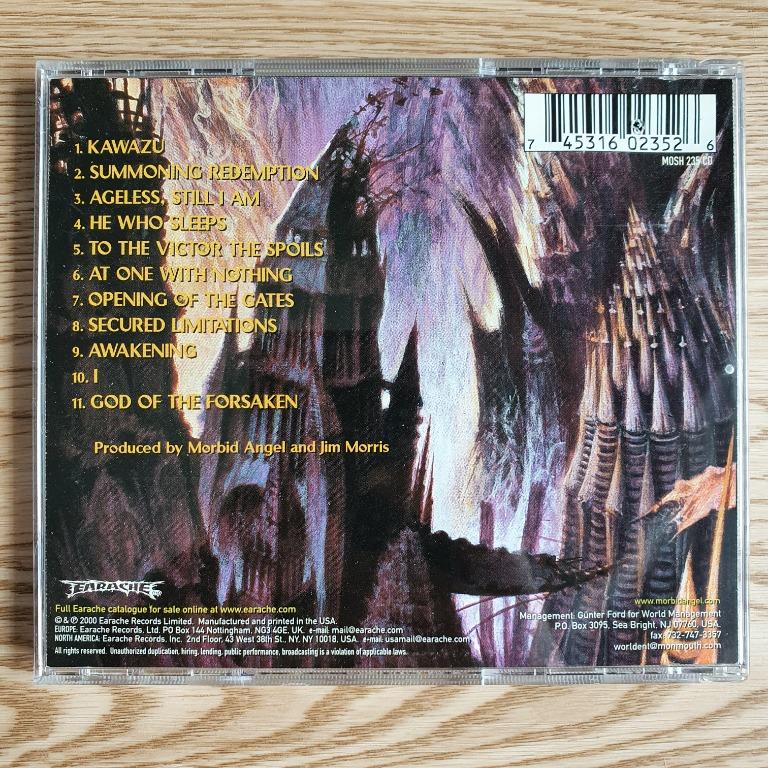 1. KAWAZU
2. SUMMONING REDEMPTION
3. AGELESS, STILL I AM
4. HE WHO SLEEPS
5. TO THE VICTOR THE SPOILS
6. AT ONE WITH NOTHING
7. OPENING OF THE GATES
8. SECURED LIMITATIONS
9. AWAKENING
10. I
11. GOD OF THE FORSAKEN
Produced by Morbid Angel and Jim Morris
7 45316 02352 6
MOSH 235 CD
EARACHE
Full Earache catalogue for sale online at www.earache.com
© & ℗ 2000 Earache Records Limited. Manufactured and printed in the USA.
EUROPE: Earache Records, Ltd. PO Box 144 Nottingham, NG3 4GE, UK. e-mail: mail@earache.com
NORTH AMERICA: Earache Records, Inc. 2nd Floor, 43 West 38th St., NY, NY 10018, USA. e-mail: usamail@earache.com
All rights reserved. Unauthorized duplication, hiring, lending, public performance, broadcasting is a violation of applicable laws.
www.morbidangel.com
Management: Günter Ford for World Management
P.O. Box 3095, Sea Bright, NJ 07760, USA.
fax: 732-747-3357
worldent@monmouth.com